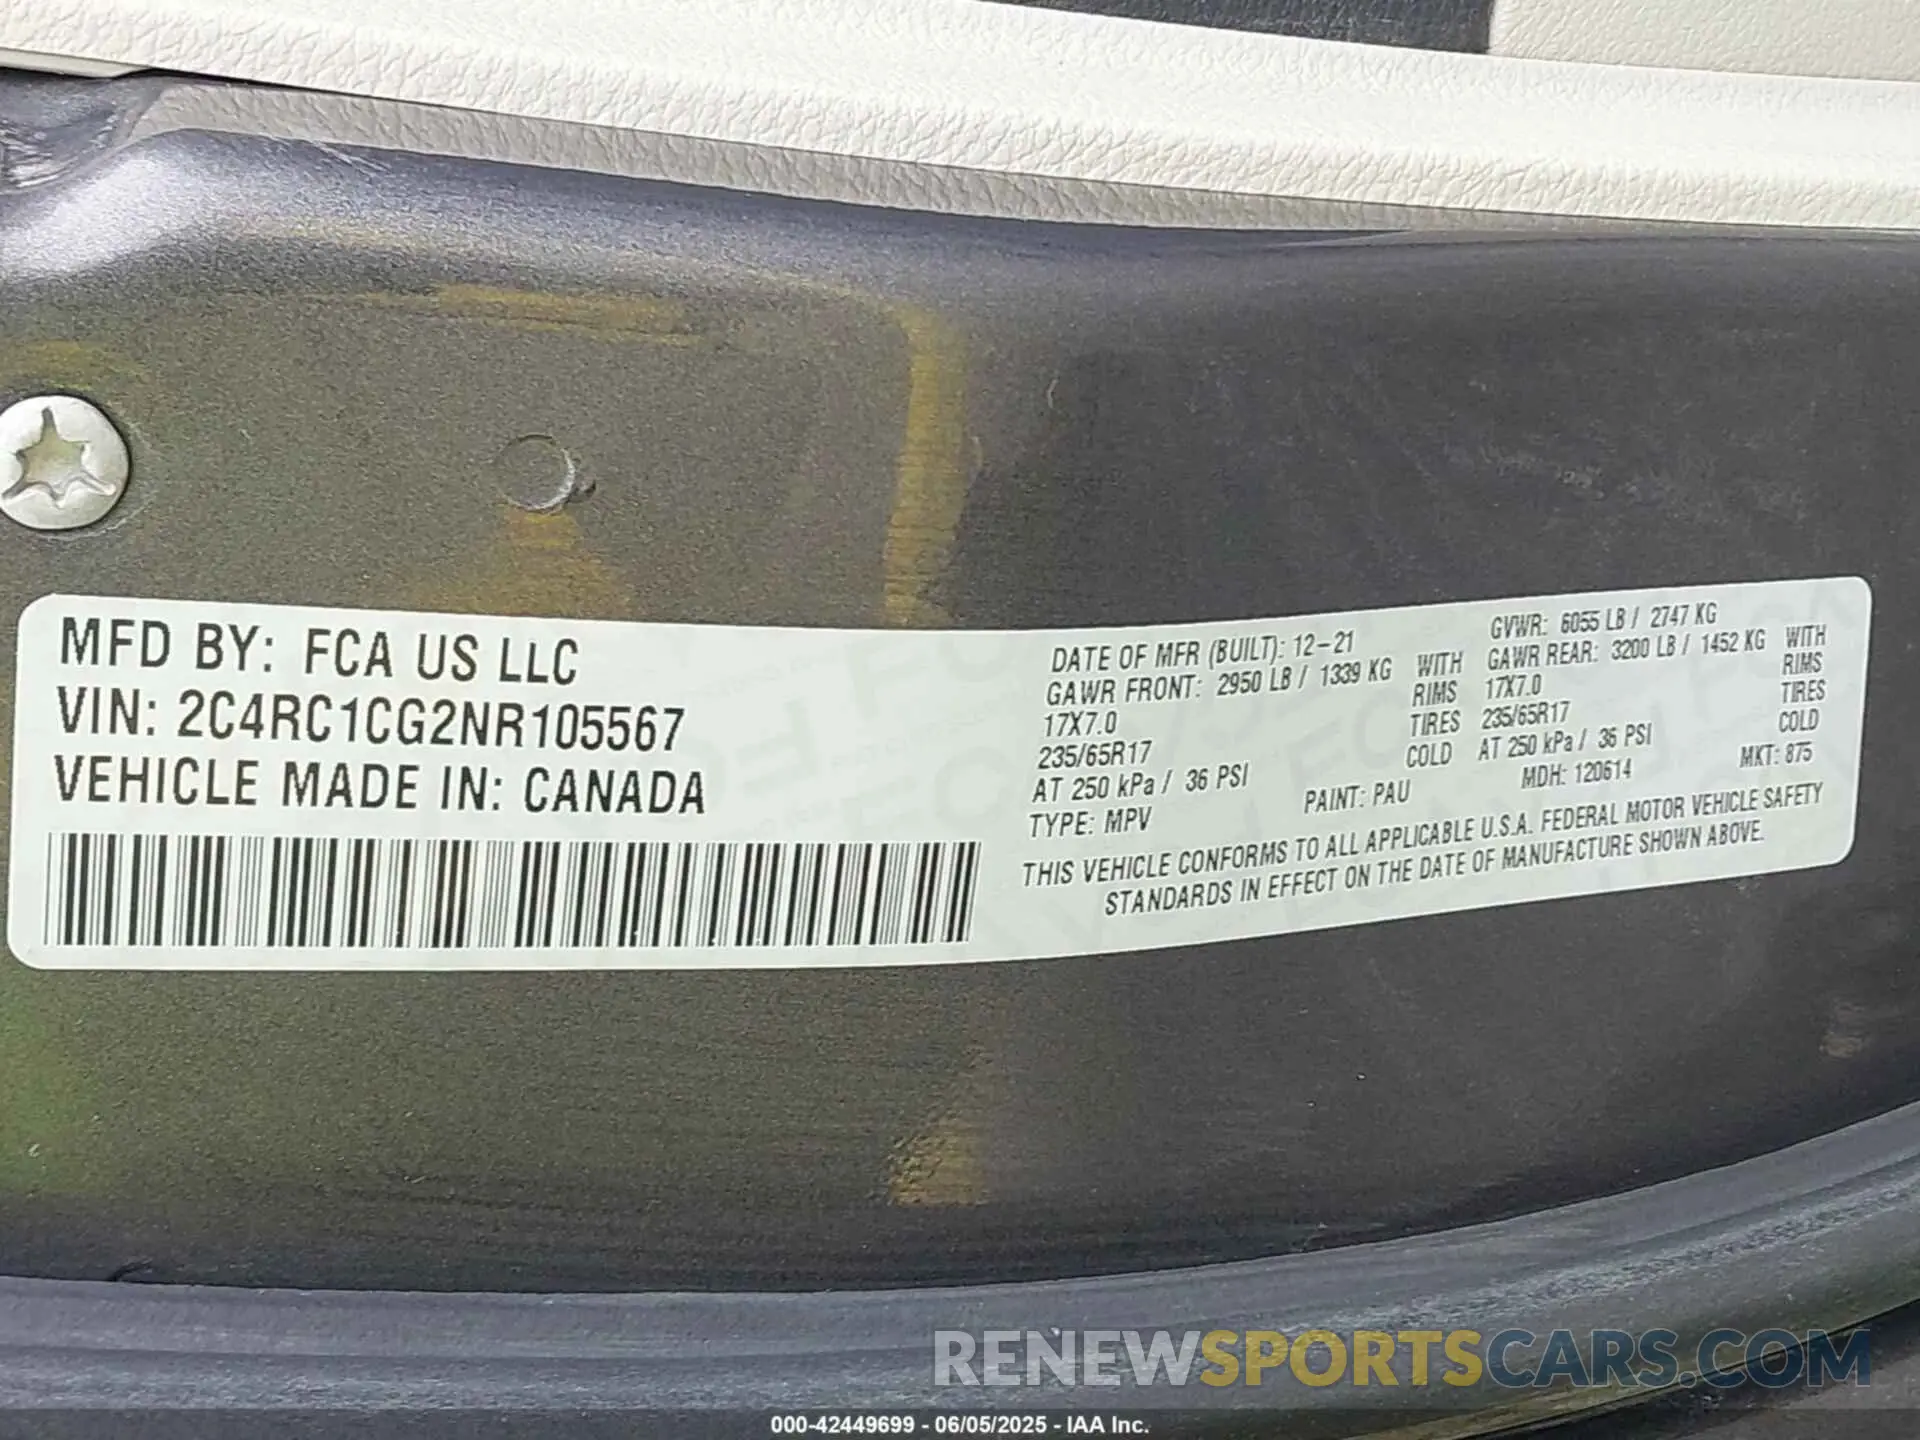 MFD BY: FCA US LLC
VIN: 2C4RC1CG2NR105567
VEHICLE MADE IN: CANADA
DATE OF MFR (BUILT): 12-21
GVWR: 6055 LB / 2747 KG
GAWR FRONT: 2950 LB / 1339 KG WITH
17X7.0 RIMS
235/65R17 TIRES
AT 250 kPa / 36 PSI COLD
GAWR REAR: 3200 LB / 1452 KG WITH
17X7.0 RIMS
235/65R17 TIRES
AT 250 kPa / 36 PSI COLD
TYPE: MPV PAINT: PAU MDH: 120614 MKT: 875
THIS VEHICLE CONFORMS TO ALL APPLICABLE U.S.A. FEDERAL MOTOR VEHICLE SAFETY
STANDARDS IN EFFECT ON THE DATE OF MANUFACTURE SHOWN ABOVE.
RENEWSPORTSCARS.COM
000-42449699 - 06/05/2025 - IAA Inc.